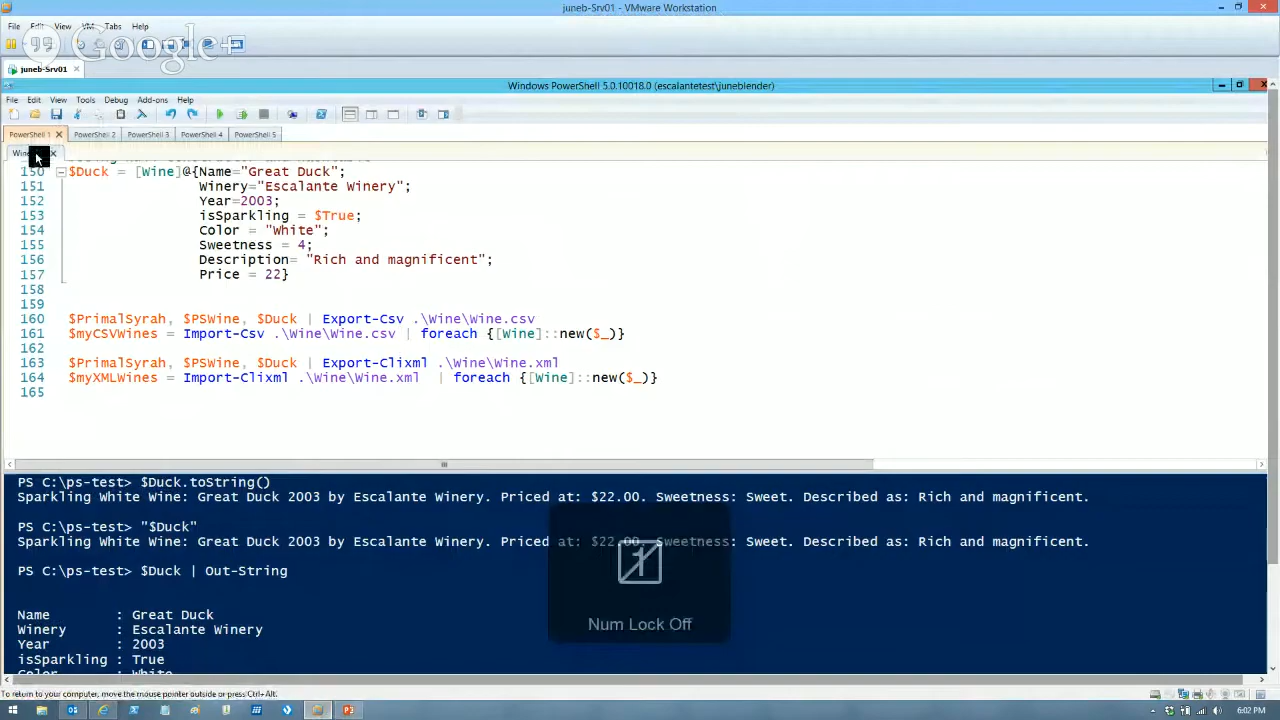 juneb-Srv01 - VMware Workstation
File Edit View VM Tabs Help
Google+
juneb-Srv01
Windows PowerShell 5.0.10018.0 (escalantetest\juneblender)
File Edit View Tools Debug Add-ons Help
PowerShell 1 PowerShell 2 PowerShell 3 PowerShell 4 PowerShell 5
150 $Duck = [Wine]@{Name="Great Duck";
151 Winery="Escalante Winery";
152 Year=2003;
153 isSparkling = $True;
154 Color = "White";
155 Sweetness = 4;
156 Description= "Rich and magnificent";
157 Price = 22}
158
159
160 $PrimalSyrah, $PSWine, $Duck | Export-Csv .\Wine\Wine.csv
161 $myCSVWines = Import-Csv .\Wine\Wine.csv | foreach {[Wine]::new($_)}
162
163 $PrimalSyrah, $PSWine, $Duck | Export-Clixml .\Wine\Wine.xml
164 $myXMLWines = Import-Clixml .\Wine\Wine.xml | foreach {[Wine]::new($_)}
165
PS C:\ps-test> $Duck.toString()
Sparkling White Wine: Great Duck 2003 by Escalante Winery. Priced at: $22.00. Sweetness: Sweet. Described as: Rich and magnificent.
PS C:\ps-test> "$Duck"
Sparkling White Wine: Great Duck 2003 by Escalante Winery. Priced at: $22.00. Sweetness: Sweet. Described as: Rich and magnificent.
PS C:\ps-test> $Duck | Out-String
Name : Great Duck
Winery : Escalante Winery
Year : 2003
isSparkling : True
Color : White
Num Lock Off
To return to your computer, move the mouse pointer outside or press Ctrl+Alt.
6:02 PM